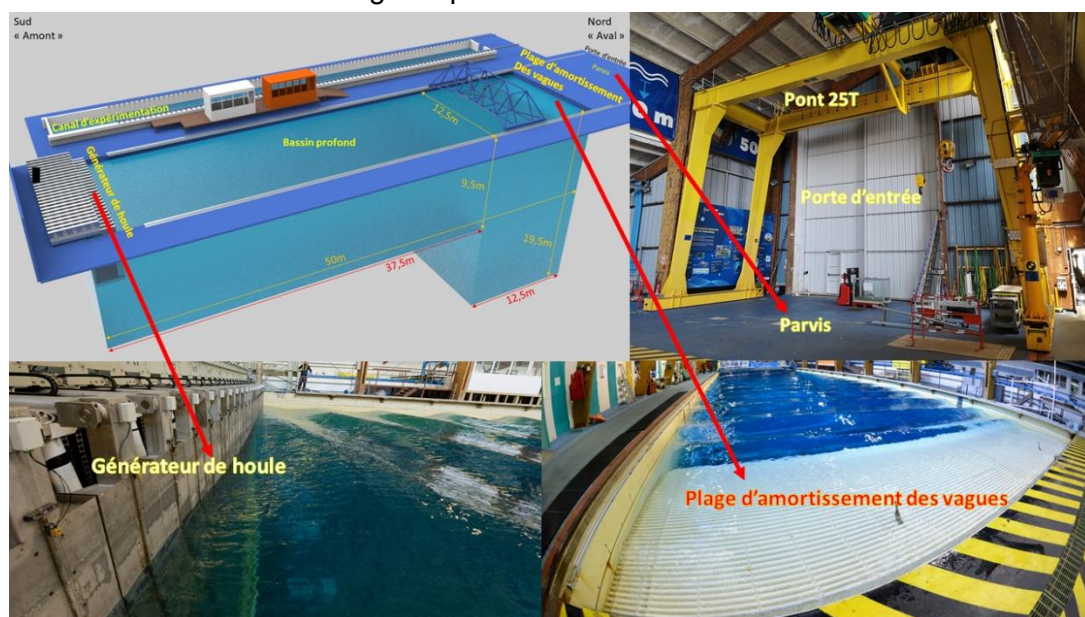 Sud
« Amont »
Nord
« Aval »
Porte d'entrée
Parvis
Plage d'amortissement
Des vagues
Canal d'expérimentation
Générateur de houle
Bassin profond
12,5m
9,5m
19,5m
50m
37,5m
12,5m
0 m
50
Pont 25T
Porte d'entrée
Parvis
Générateur de houle
Plage d'amortissement des vagues